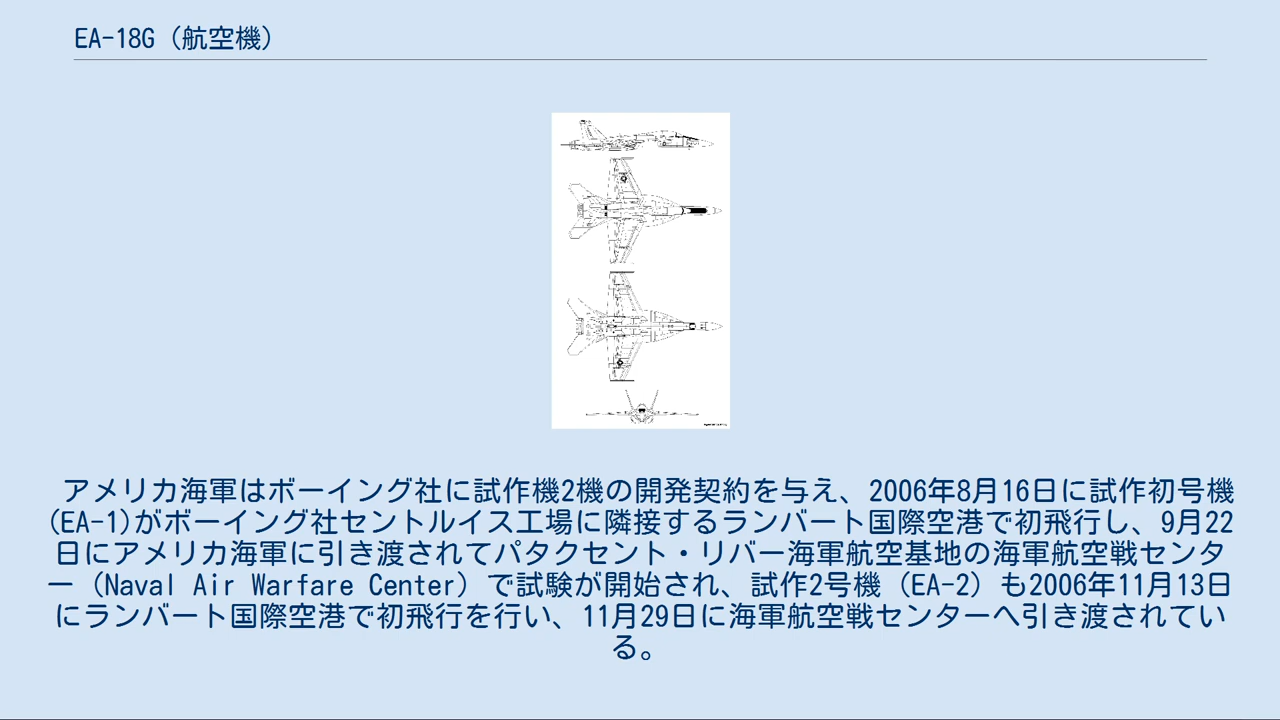 EA-18G（航空機）
アメリカ海軍はボーイング社に試作機2機の開発契約を与え、2006年8月16日に試作初号機
(EA-1)がボーイング社セントルイス工場に隣接するランバート国際空港で初飛行し、9月22
日にアメリカ海軍に引き渡されてパタクセント・リバー海軍航空基地の海軍航空戦センタ
ー（Naval Air Warfare Center）で試験が開始され、試作2号機（EA-2）も2006年11月13日
にランバート国際空港で初飛行を行い、11月29日に海軍航空戦センターへ引き渡されてい
る。